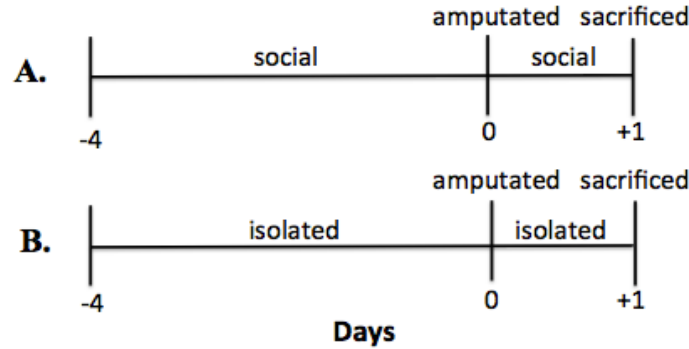 amputated sacrificed
A. social social
-4 0 +1
amputated sacrificed
B. isolated isolated
-4 0 +1
Days